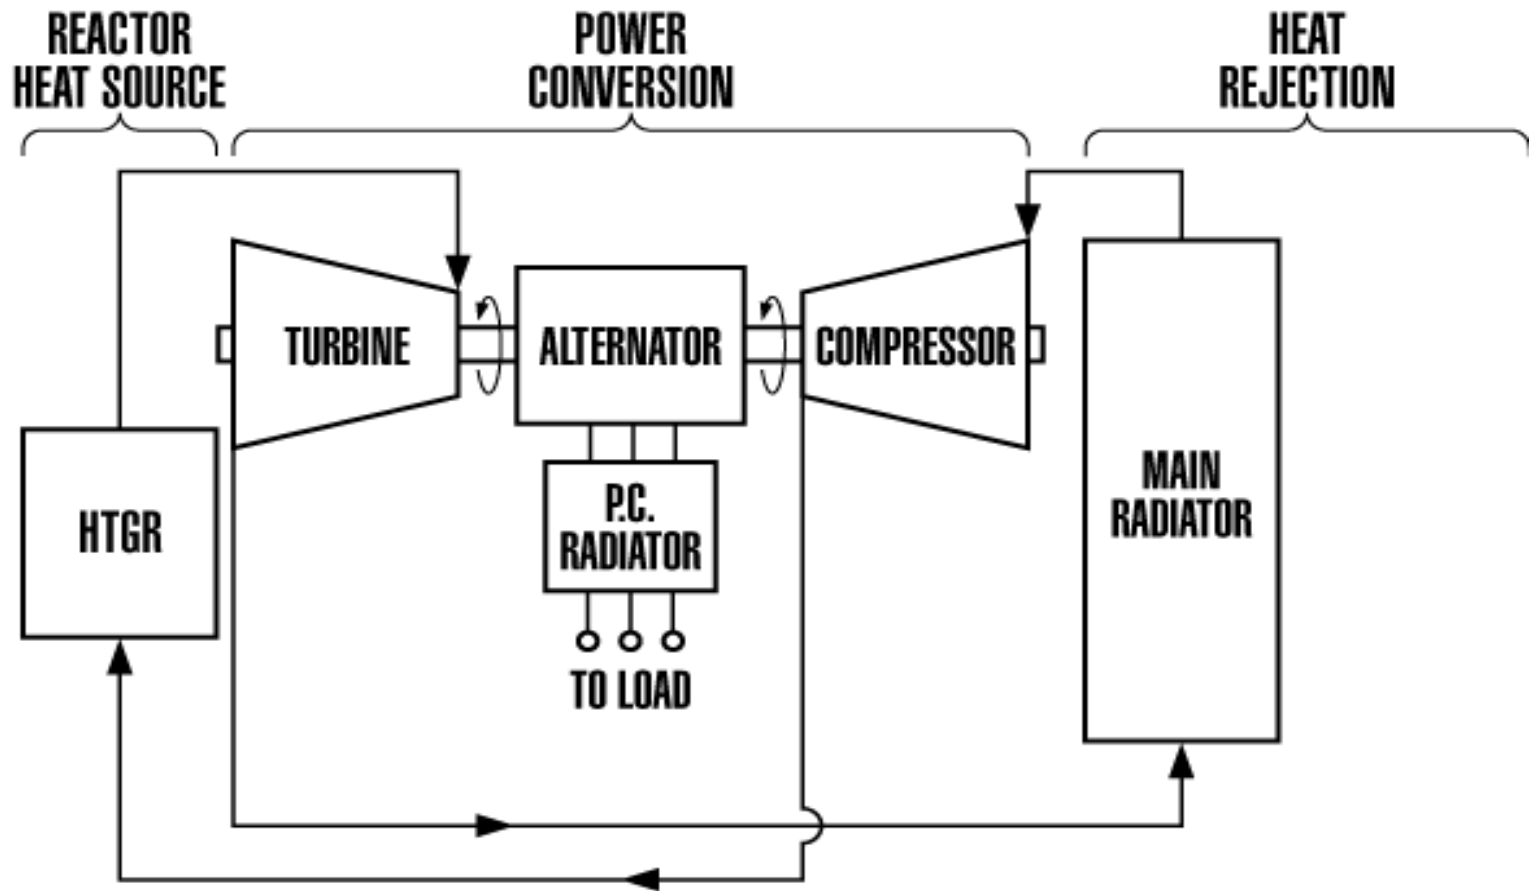 REACTOR
HEAT SOURCE
POWER
CONVERSION
HEAT
REJECTION
TURBINE
ALTERNATOR
COMPRESSOR
HTGR
P.C.
RADIATOR
MAIN
RADIATOR
TO LOAD